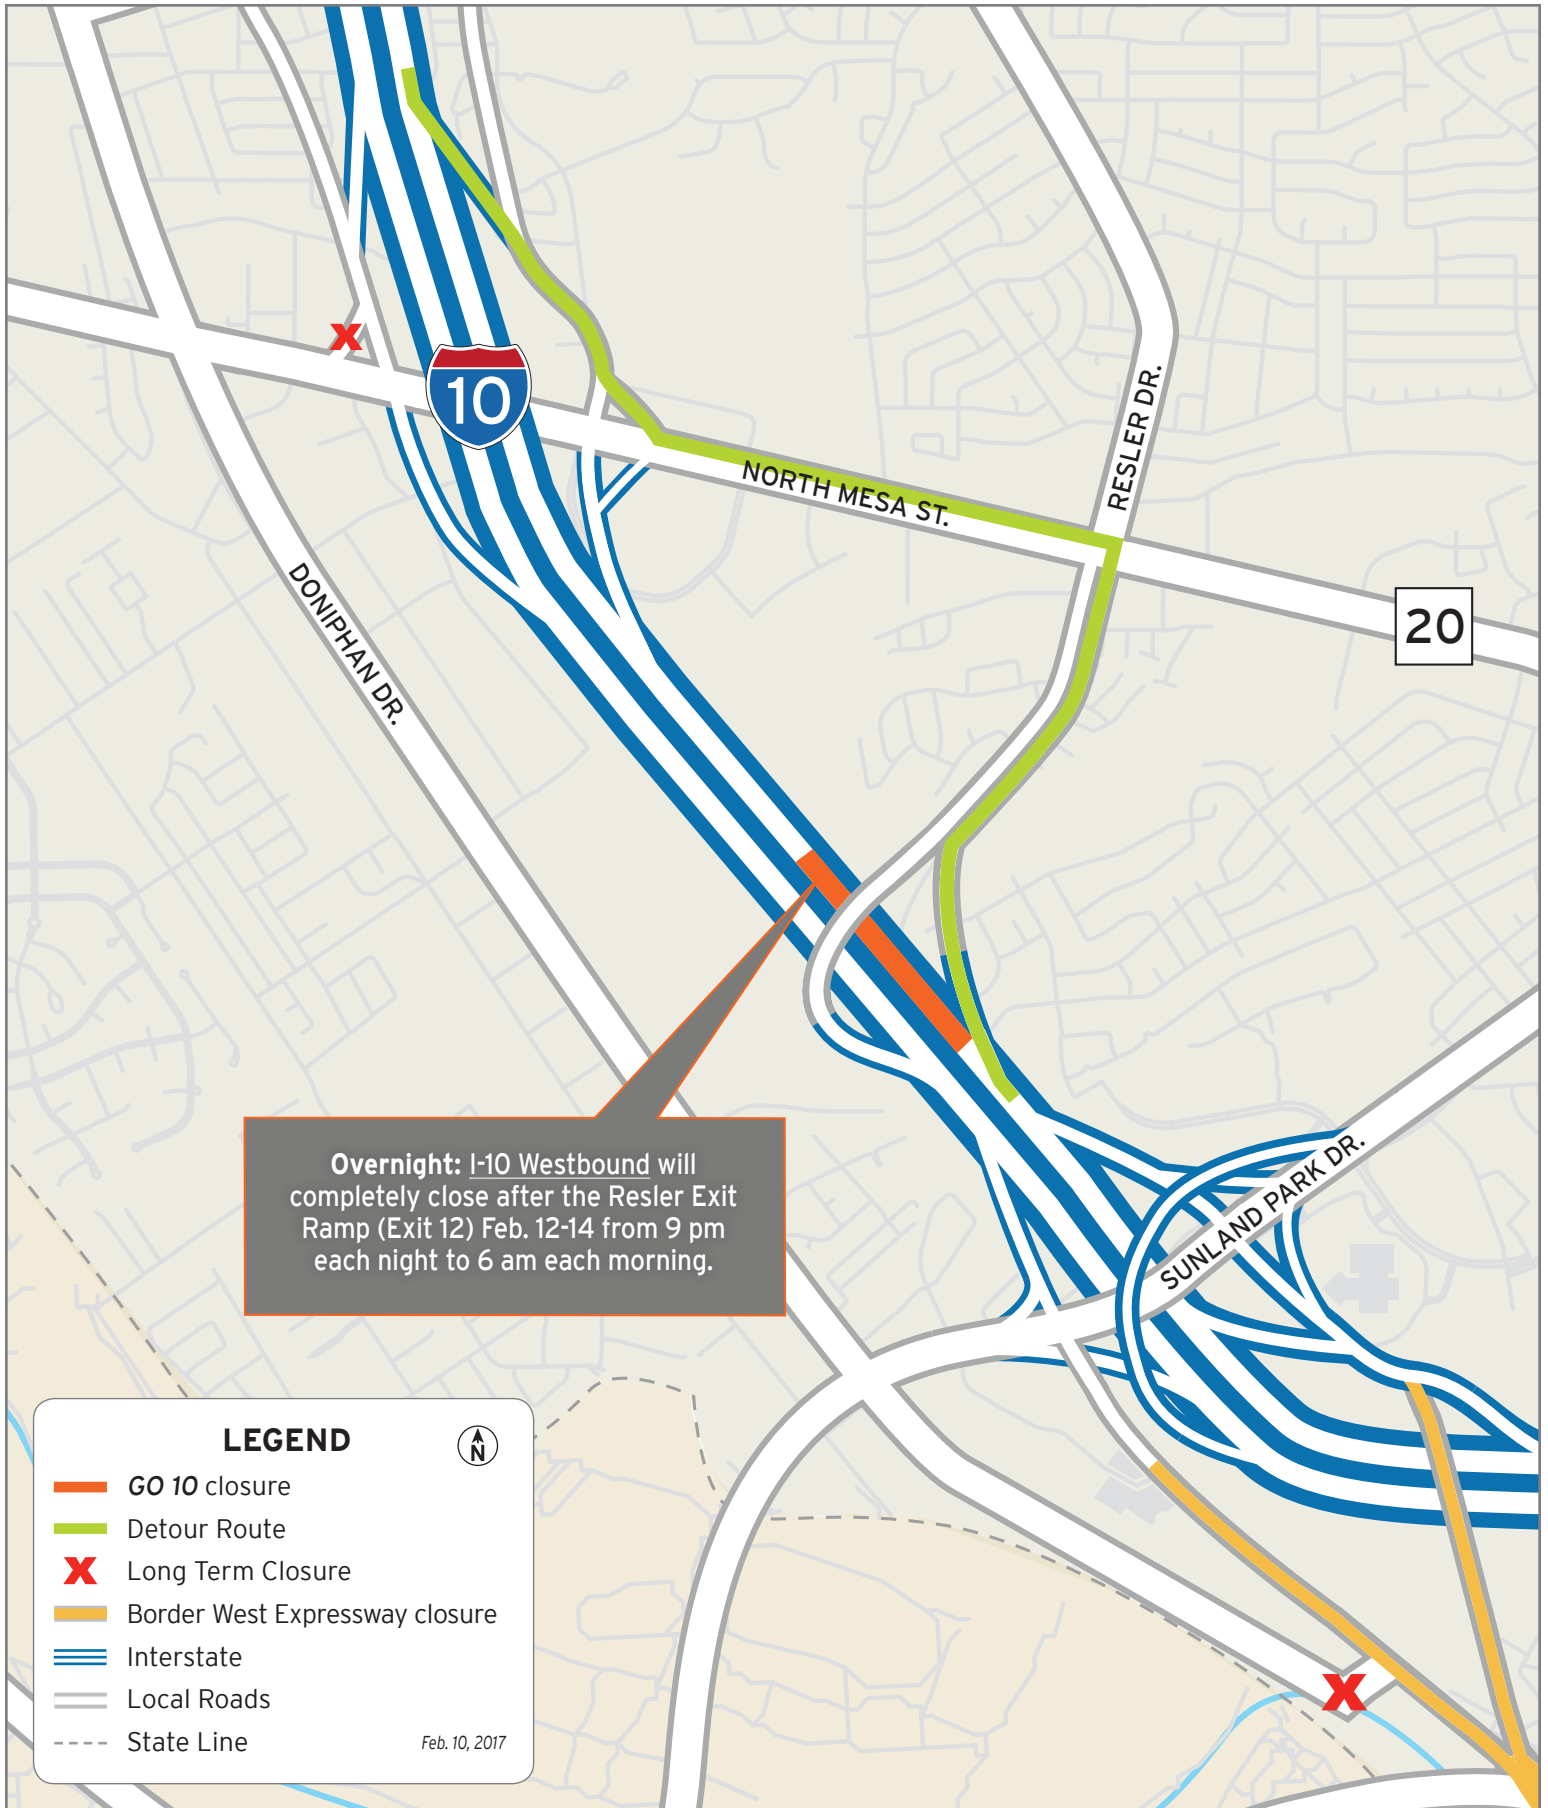 10
NORTH MESA ST.
RESLER DR.
20
DONIPHAN DR.
Overnight: I-10 Westbound will
completely close after the Resler Exit
Ramp (Exit 12) Feb. 12-14 from 9 pm
each night to 6 am each morning.
SUNLAND PARK DR.
LEGEND
N
GO 10 closure
Detour Route
X Long Term Closure
Border West Expressway closure
Interstate
Local Roads
State Line
Feb. 10, 2017